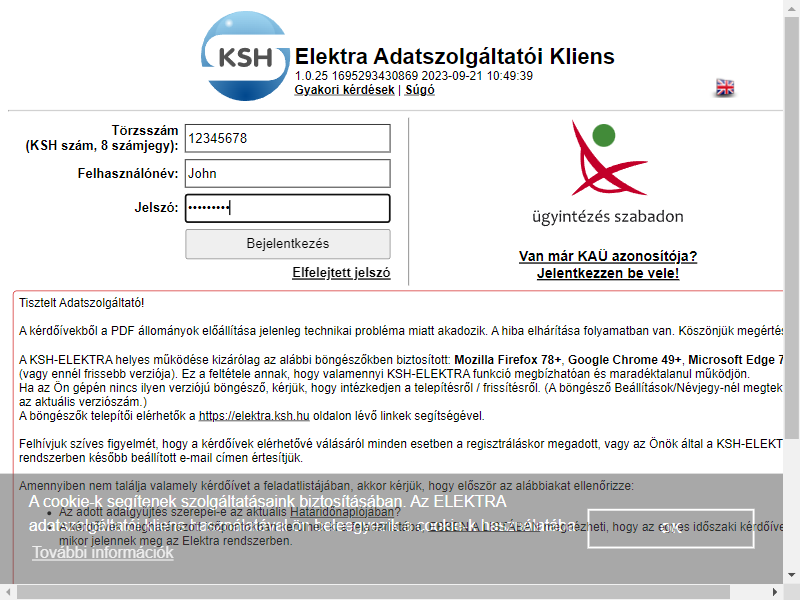 KSH
Elektra Adatszolgáltatói Kliens
1.0.25 1695293430869 2023-09-21 10:49:39
Gyakori kérdések | Súgó
Törzsszám
(KSH szám, 8 számjegy):
12345678
Felhasználónév:
John
Jelszó:
•••••••••
Bejelentkezés
Elfelejtett jelszó
ügyintézés szabadon
Van már KAÜ azonosítója?
Jelentkezzen be vele!
Tisztelt Adatszolgáltató!
A kérdőívekből a PDF állományok előállítása jelenleg technikai probléma miatt akadozik. A hiba elhárítása folyamatban van. Köszönjük megértés
A KSH-ELEKTRA helyes működése kizárólag az alábbi böngészőkben biztosított: Mozilla Firefox 78+, Google Chrome 49+, Microsoft Edge 7
(vagy ennél frissebb verziója). Ez a feltétele annak, hogy valamennyi KSH-ELEKTRA funkció megbízhatóan és maradéktalanul működjön.
Ha az Ön gépén nincs ilyen verziójú böngésző, kérjük, hogy intézkedjen a telepítésről / frissítésről. (A böngésző Beállítások/Névjegy-nél megtek
az aktuális verziószám.)
A böngészők telepítői elérhetők a https://elektra.ksh.hu oldalon lévő linkek segítségével.
Felhívjuk szíves figyelmét, hogy a kérdőívek elérhetővé válásáról minden esetben a regisztráláskor megadott, vagy az Önök által a KSH-ELEKT
rendszerben később beállított e-mail címen értesítjük.
Amennyiben nem találja valamely kérdőívet a feladatlistájában, akkor kérjük, hogy először az alábbiakat ellenőrizze:
A cookie-k segítenek szolgáltatásaink biztosításában. Az ELEKTRA
Az adott adatgyűjtés szerepel-e az aktuális Határidőnaplójában?
adatszolgáltatói kliens használatával ön beleegyezik a cookie-k használatába
EBBEN A LISTÁBAN megnézheti, hogy az egyes időszaki kérdőíve
mikor jelennek meg az Elektra rendszerben.
OK
További információk